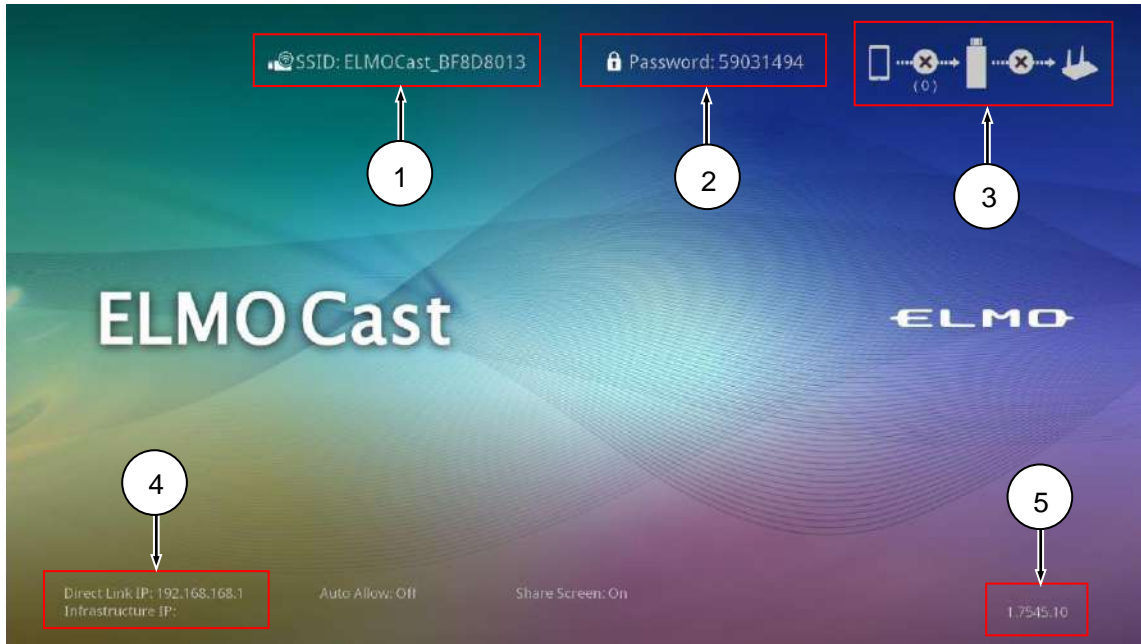 SSID: ELMOCast_BF8D8013
Password: 59031494
(0)
1
2
3
ELMO Cast
ELMO
4
5
Direct Link IP: 192.168.168.1
Auto Allow: Off
Share Screen: On
Infrastructure IP:
1.7545.10